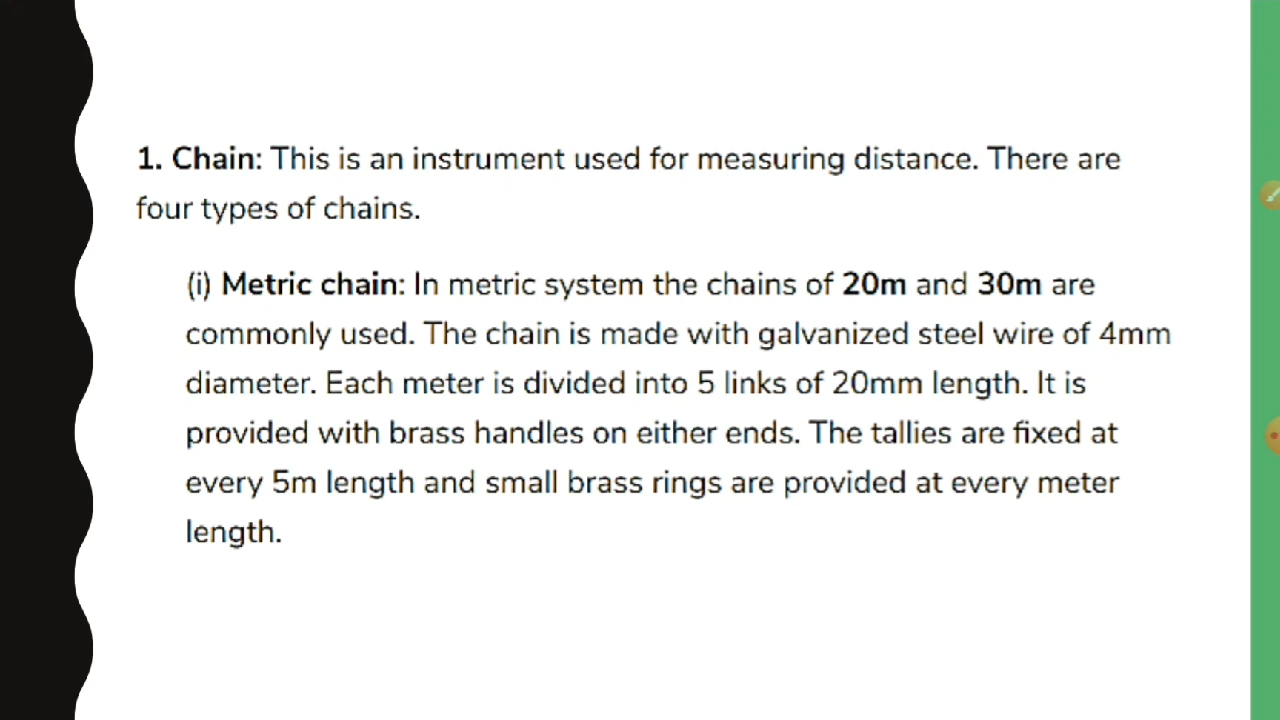 1. Chain: This is an instrument used for measuring distance. There are
four types of chains.
(i) Metric chain: In metric system the chains of 20m and 30m are
commonly used. The chain is made with galvanized steel wire of 4mm
diameter. Each meter is divided into 5 links of 20mm length. It is
provided with brass handles on either ends. The tallies are fixed at
every 5m length and small brass rings are provided at every meter
length.